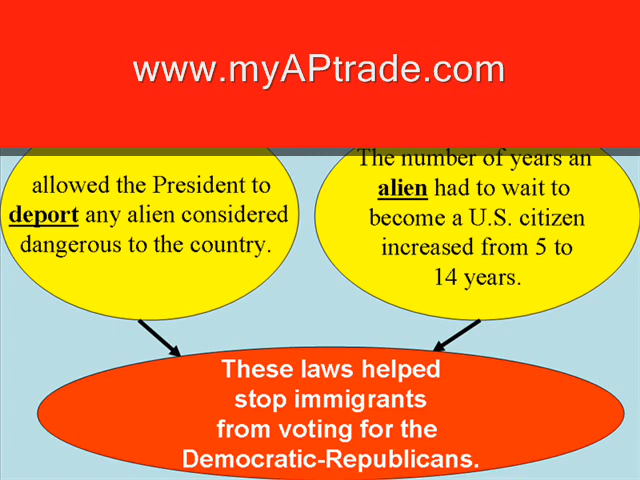 www.myAPtrade.com
allowed the President to
deport any alien considered
dangerous to the country.
The number of years an
alien had to wait to
become a U.S. citizen
increased from 5 to
14 years.
These laws helped
stop immigrants
from voting for the
Democratic-Republicans.